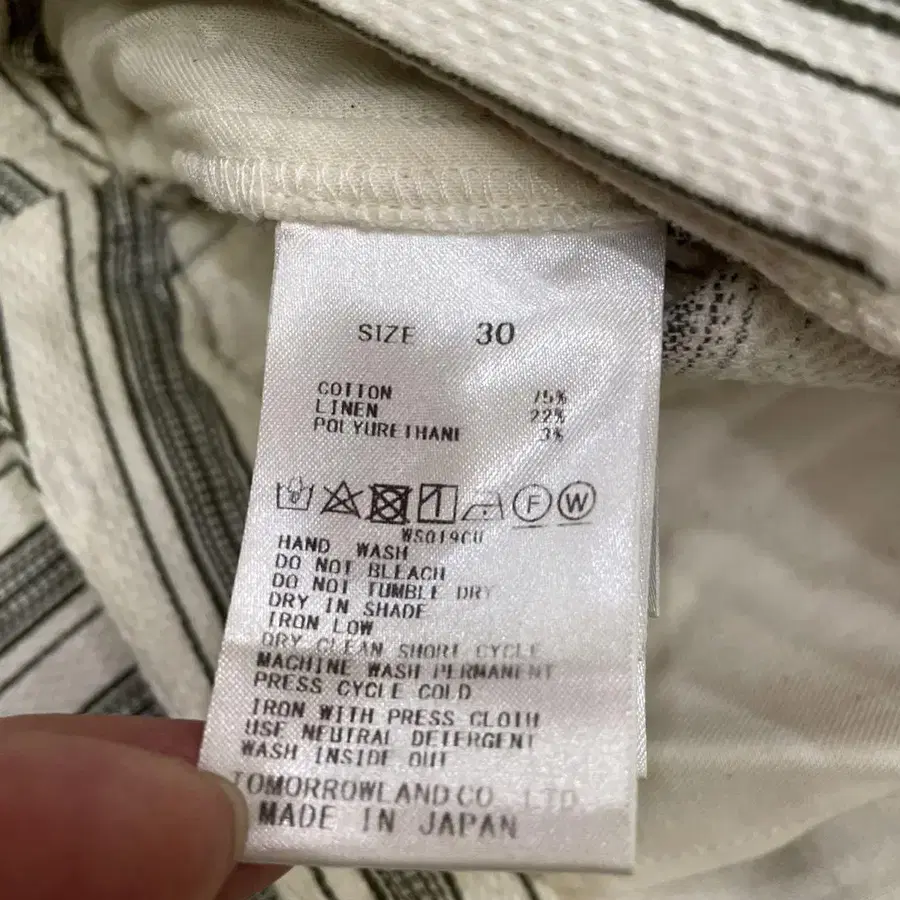 SIZE 30
COTTON 75%
LINEN 22%
POLYURETHANE 3%
F W
WS019CU
HAND WASH
DO NOT BLEACH
DO NOT TUMBLE DRY
DRY IN SHADE
IRON LOW
DRY CLEAN SHORT CYCLE
MACHINE WASH PERMANENT
PRESS CYCLE COLD
IRON WITH PRESS CLOTH
USE NEUTRAL DETERGENT
WASH INSIDE OUT
TOMORROWLAND CO LTD
MADE IN JAPAN